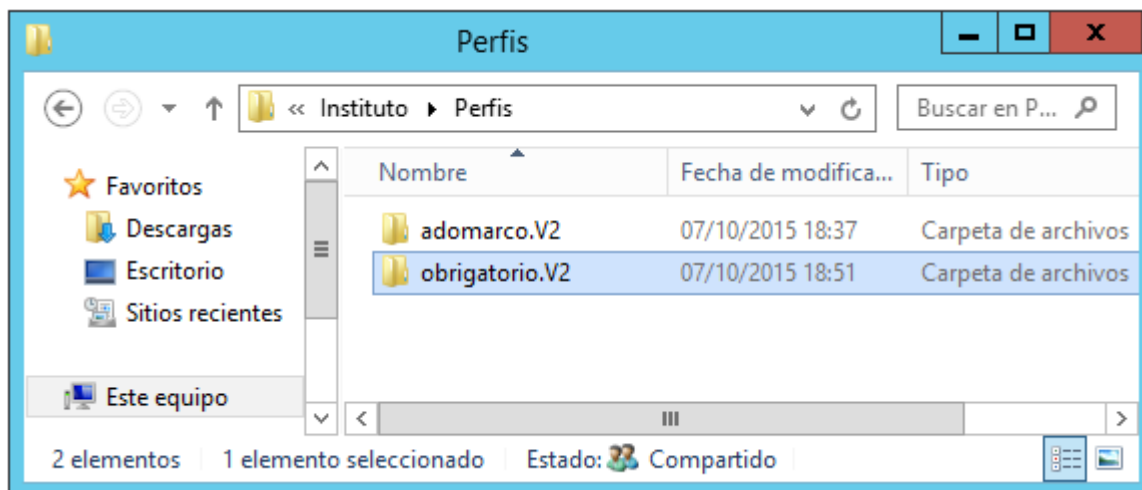 Perfis
« Instituto Perfis
Buscar en P...
Favoritos
Descargas
Escritorio
Sitios recientes
Este equipo
Nombre Fecha de modifica... Tipo
adomarco.V2 07/10/2015 18:37 Carpeta de archivos
obrigatorio.V2 07/10/2015 18:51 Carpeta de archivos
2 elementos 1 elemento seleccionado Estado: Compartido